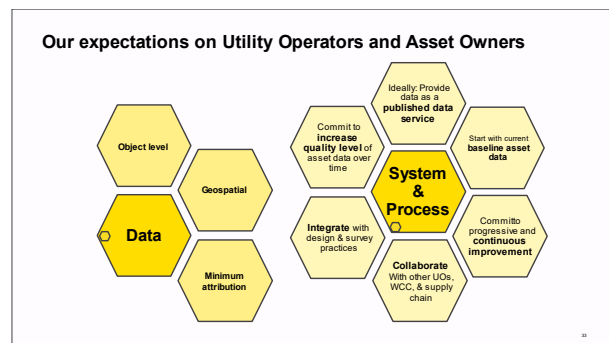 Our expectations on Utility Operators and Asset Owners
Object level
Geospatial
Data
Minimum
attribution
Ideally: Provide
data as a
published data
service
Commit to
increase
quality level of
asset data over
time
Start with current
baseline asset
data
System
&
Process
Integrate with
design & survey
practices
Committo
progressive and
continuous
improvement
Collaborate
With other UOs,
WCC, & supply
chain
33